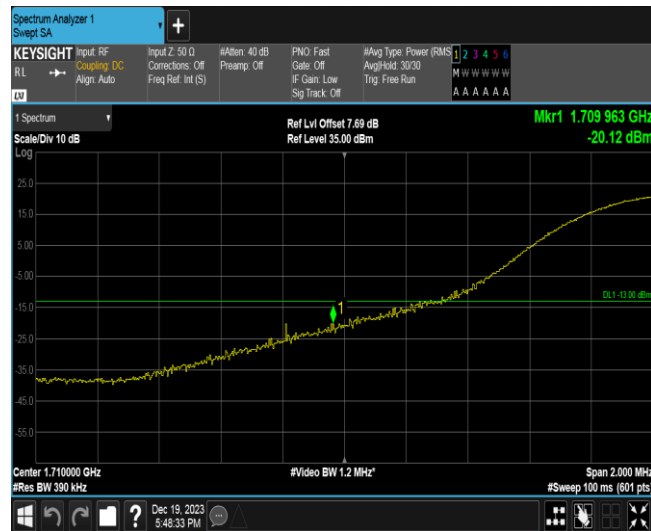 Spectrum Analyzer 1
Swept SA
+
KEYSIGHT
RL
LXI
Input: RF
Coupling: DC
Align: Auto
Input Z: 50 Ω
Corrections: Off
Freq Ref: Int (S)
#Atten: 40 dB
Preamp: Off
PNO: Fast
Gate: Off
IF Gain: Low
Sig Track: Off
#Avg Type: Power (RMS
Avg|Hold: 30/30
Trig: Free Run
1 2 3 4 5 6
M W W W W W
A A A A A A
1 Spectrum
Scale/Div 10 dB
Log
Ref Lvl Offset 7.69 dB
Ref Level 35.00 dBm
Mkr1 1.709 963 GHz
-20.12 dBm
25.0
15.0
5.00
-5.00
-15.0
-25.0
-35.0
-45.0
-55.0
1
DL1 -13.00 dBm
Center 1.710000 GHz
#Res BW 390 kHz
#Video BW 1.2 MHz*
Span 2.000 MHz
#Sweep 100 ms (601 pts)
?
Dec 19, 2023
5:48:33 PM